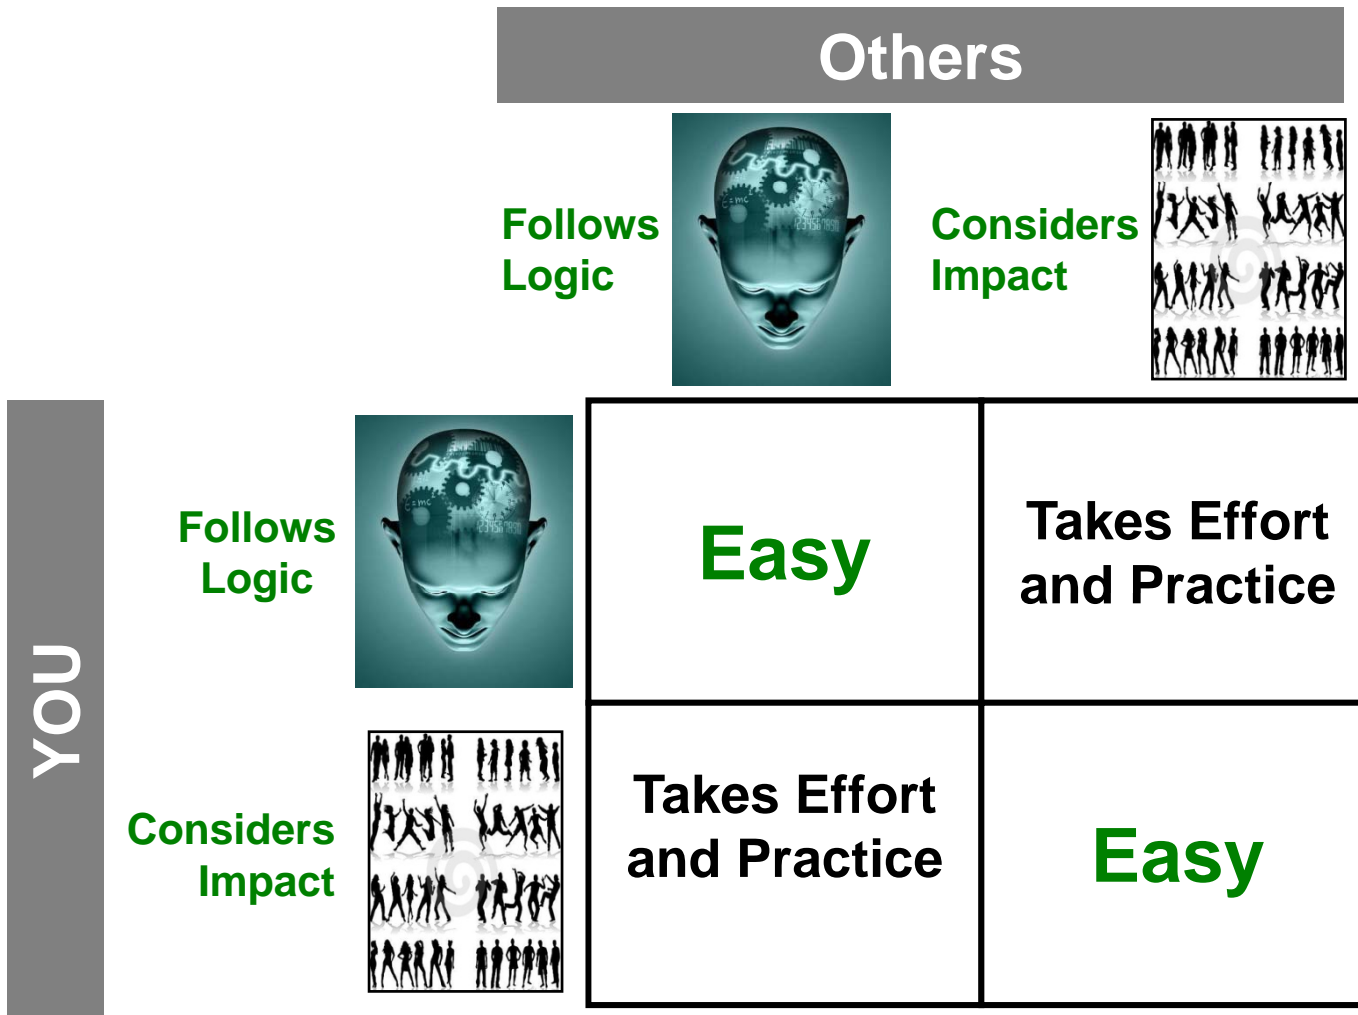 Others
Follows
Logic
Considers
Impact
YOU
Follows
Logic
Easy
Takes Effort
and Practice
Considers
Impact
Takes Effort
and Practice
Easy